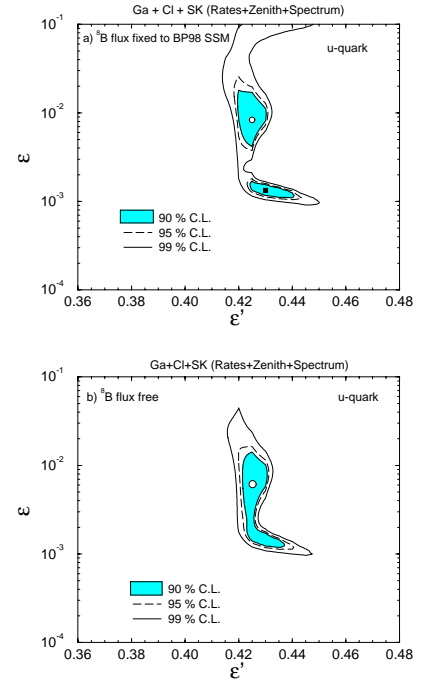 Ga + Cl + SK (Rates+Zenith+Spectrum)
a) ⁸B flux fixed to BP98 SSM
u-quark
10⁻¹
10⁻²
ε
10⁻³
90 % C.L.
95 % C.L.
99 % C.L.
10⁻⁴
0.36 0.38 0.40 0.42 0.44 0.46 0.48
ε'
Ga+Cl+SK (Rates+Zenith+Spectrum)
10⁻¹
b) ⁸B flux free
u-quark
10⁻²
ε
10⁻³
90 % C.L.
95 % C.L.
99 % C.L.
10⁻⁴
0.36 0.38 0.40 0.42 0.44 0.46 0.48
ε'